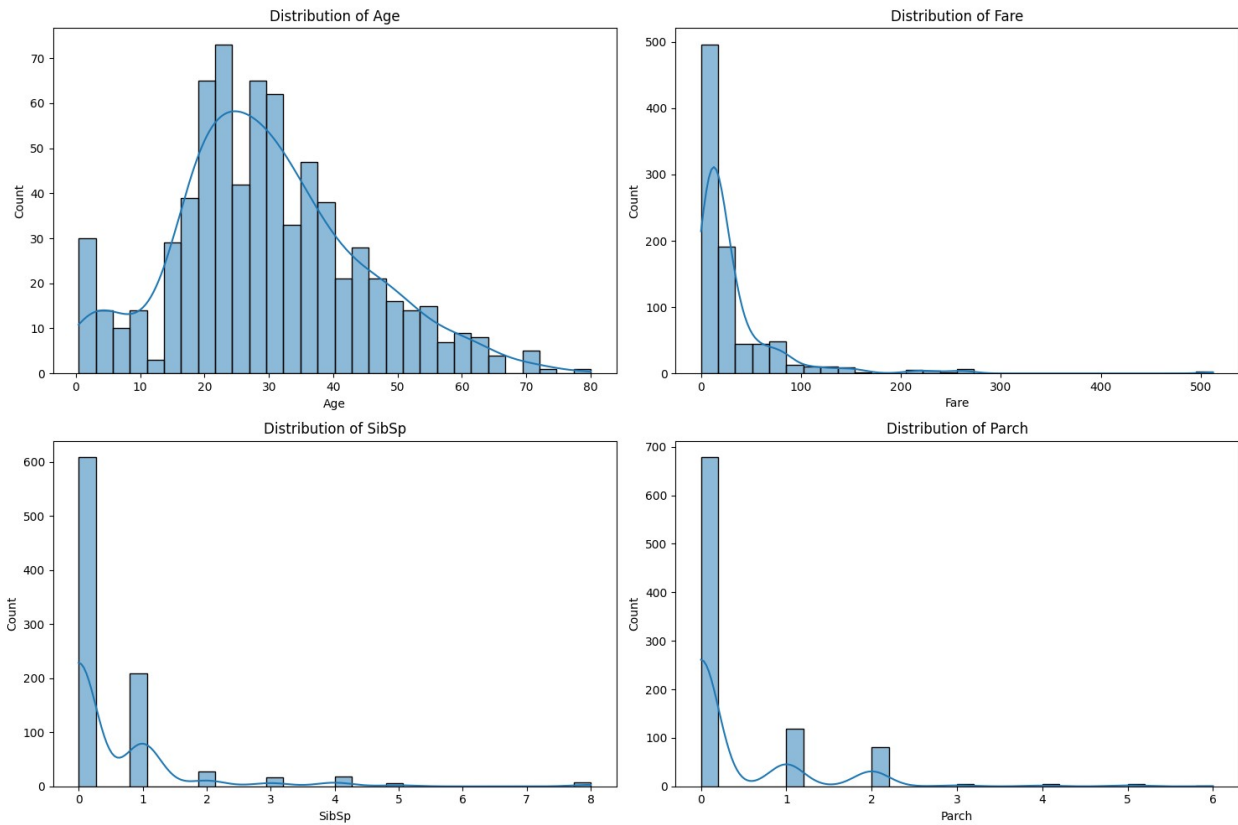 Distribution of Age
Count
70
60
50
40
30
20
10
0
0 10 20 30 40 50 60 70 80
Age
Distribution of Fare
Count
500
400
300
200
100
0
0 100 200 300 400 500
Fare
Distribution of SibSp
Count
600
500
400
300
200
100
0
0 1 2 3 4 5 6 7 8
SibSp
Distribution of Parch
Count
700
600
500
400
300
200
100
0
0 1 2 3 4 5 6
Parch